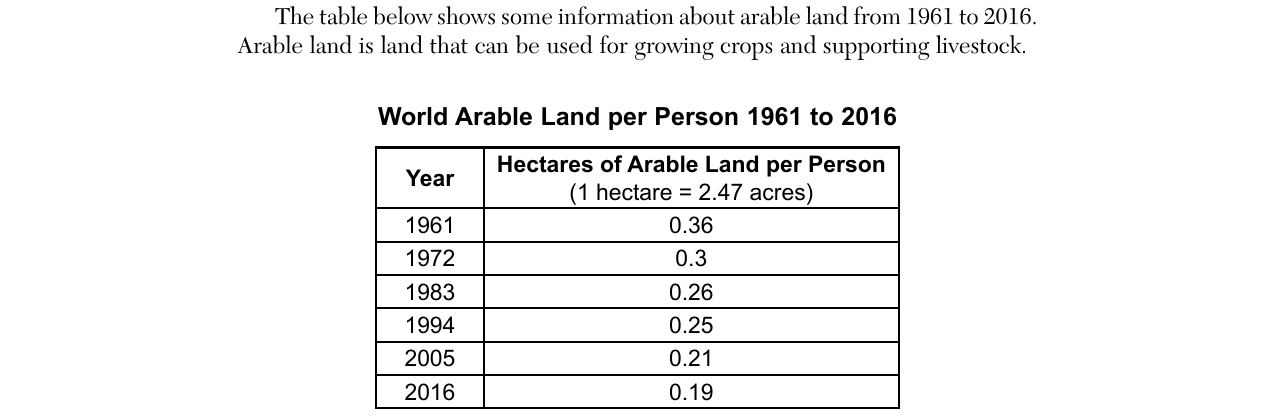 The table below shows some information about arable land from 1961 to 2016.
Arable land is land that can be used for growing crops and supporting livestock.
World Arable Land per Person 1961 to 2016
Year
Hectares of Arable Land per Person
(1 hectare = 2.47 acres)
1961 0.36
1972 0.3
1983 0.26
1994 0.25
2005 0.21
2016 0.19